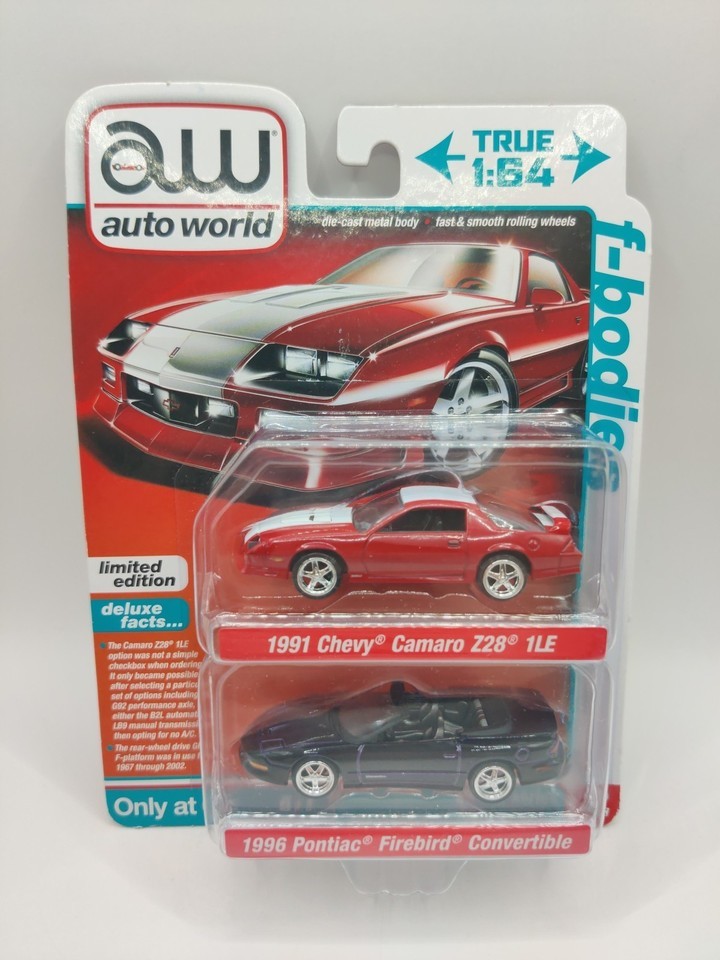 aw®
auto world
TRUE
1:64
die-cast metal body • fast & smooth rolling wheels
f-bodies
limited
edition
deluxe
facts...
• The Camaro Z28® 1LE
option was not a simple
checkbox when ordering
It only became possible
after selecting a
set of options including
G92 performance axle,
either the B2L
LB9 manual
then opting for no A/C.
• The rear-wheel drive
F-platform was in use
1967 through 2002.
Only at
1991 Chevy® Camaro Z28® 1LE
1996 Pontiac® Firebird® Convertible